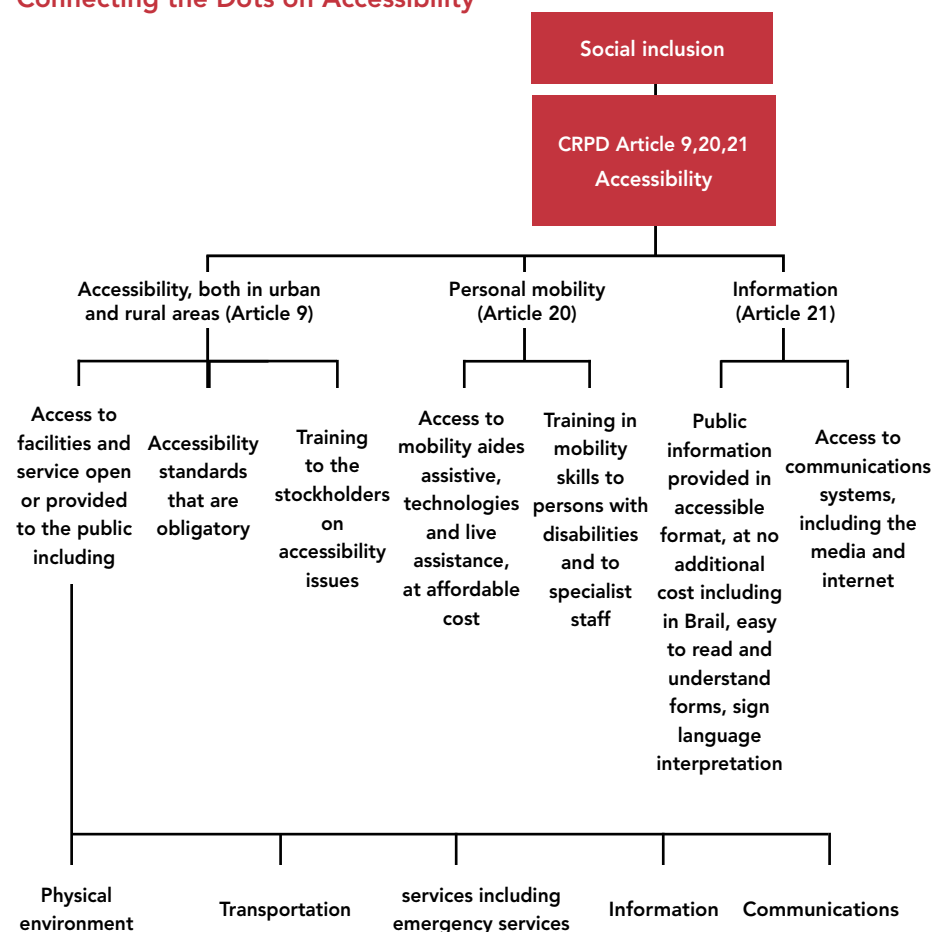 Connecting the Dots on Accessibility
Social inclusion
CRPD Article 9,20,21
Accessibility
Accessibility, both in urban
and rural areas (Article 9)
Personal mobility
(Article 20)
Information
(Article 21)
Access to
facilities and
service open
or provided
to the public
including
Accessibility
standards
that are
obligatory
Training
to the
stockholders
on
accessibility
issues
Access to
mobility aides
assistive,
technologies
and live
assistance,
at affordable
cost
Training in
mobility
skills to
persons with
disabilities
and to
specialist
staff
Public
information
provided in
accessible
format, at no
additional
cost including
in Brail, easy
to read and
understand
forms, sign
language
interpretation
Access to
communications
systems,
including the
media and
internet
Physical
environment
Transportation
services including
emergency services
Information
Communications